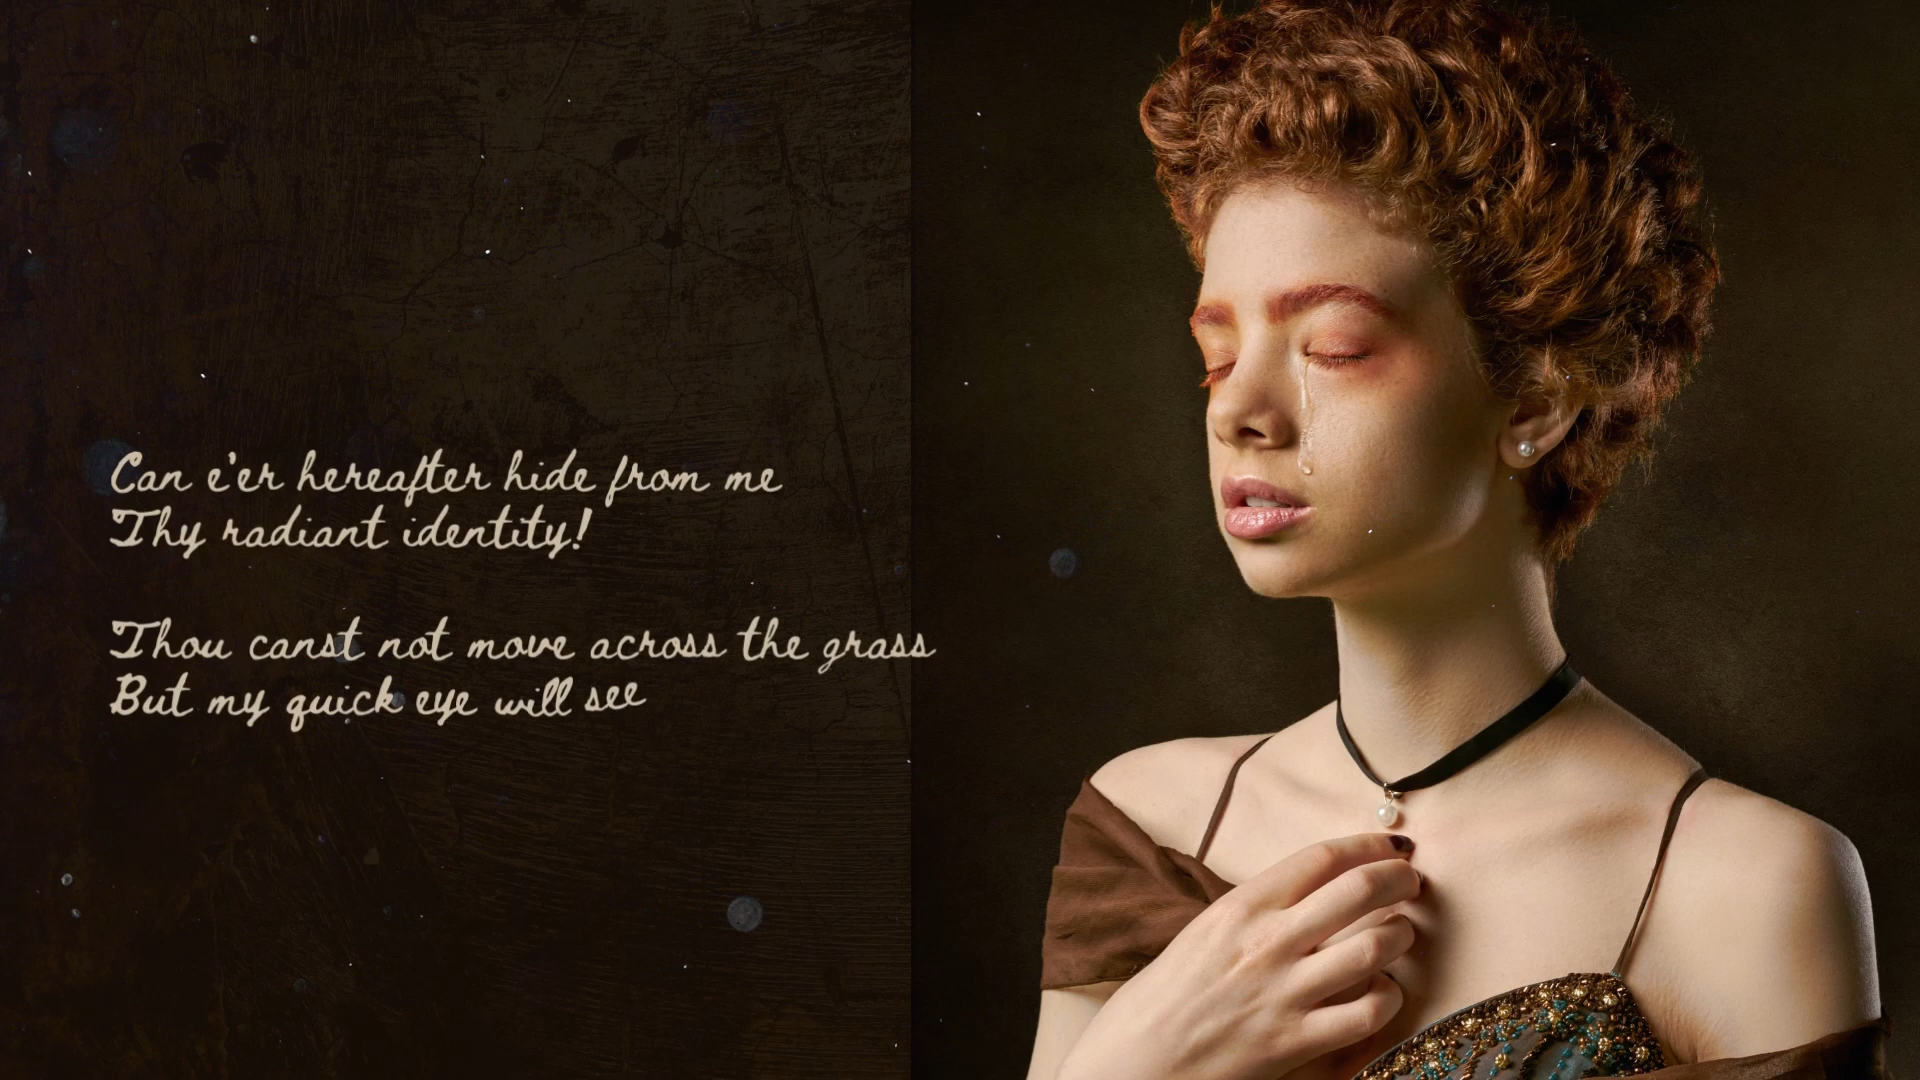 Can e'er hereafter hide from me
Thy radiant identity!
Thou canst not move across the grass
But my quick eye will see